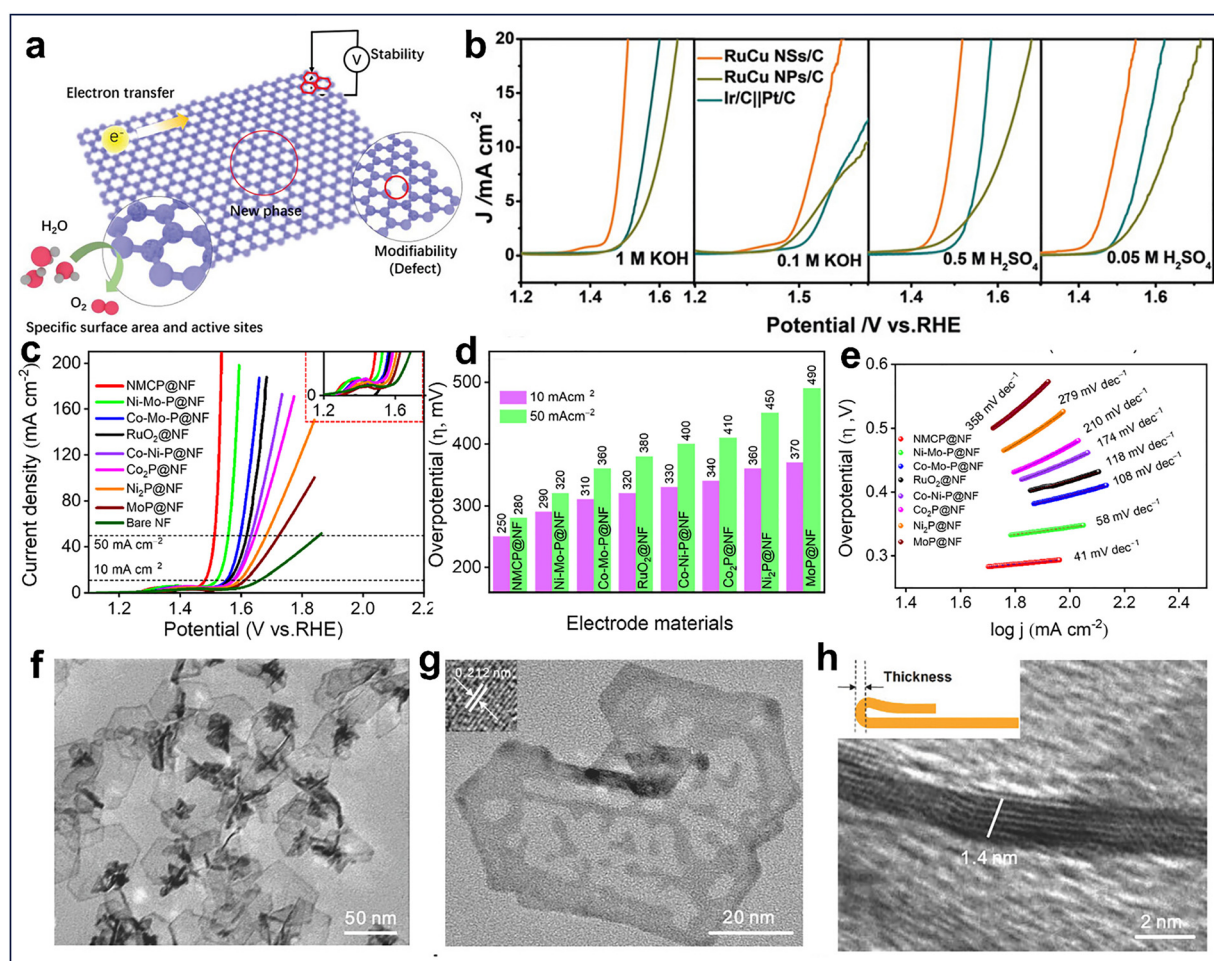 a
Stability
V
Electron transfer
e-
New phase
Modifiability
(Defect)
H₂O
O₂
Specific surface area and active sites
b
J /mA cm⁻²
20
15
10
5
0
RuCu NSs/C
RuCu NPs/C
Ir/C||Pt/C
1 M KOH
0.1 M KOH
0.5 M H₂SO₄
0.05 M H₂SO₄
1.2 1.4 1.6
1.2 1.5
1.2 1.4 1.6
1.2 1.4 1.6
Potential /V vs.RHE
c
Current density (mA cm⁻²)
200
160
120
80
40
0
NMCP@NF
Ni-Mo-P@NF
Co-Mo-P@NF
RuO₂@NF
Co-Ni-P@NF
Co₂P@NF
Ni₂P@NF
MoP@NF
Bare NF
0
1.2 1.6
50 mA cm⁻²
10 mA cm⁻²
1.2 1.4 1.6 1.8 2.0 2.2
Potential (V vs.RHE)
d
Overpotential (η, mV)
500
400
300
200
10 mAcm⁻²
50 mAcm⁻²
250 280 290 320 310 360 320 380 330 400 340 410 360 450 370 490
NMCP@NF
Ni-Mo-P@NF
Co-Mo-P@NF
RuO₂@NF
Co-Ni-P@NF
Co₂P@NF
Ni₂P@NF
MoP@NF
Electrode materials
e
Overpotential (η ,V)
0.6
0.5
0.4
0.3
358 mV dec⁻¹
279 mV dec⁻¹
210 mV dec⁻¹
174 mV dec⁻¹
118 mV dec⁻¹
108 mV dec⁻¹
58 mV dec⁻¹
41 mV dec⁻¹
NMCP@NF
Ni-Mo-P@NF
Co-Mo-P@NF
RuO₂@NF
Co-Ni-P@NF
Co₂P@NF
Ni₂P@NF
MoP@NF
1.4 1.6 1.8 2.0 2.2 2.4
log j (mA cm⁻²)
f
50 nm
g
0.212 nm
20 nm
h
Thickness
1.4 nm
2 nm